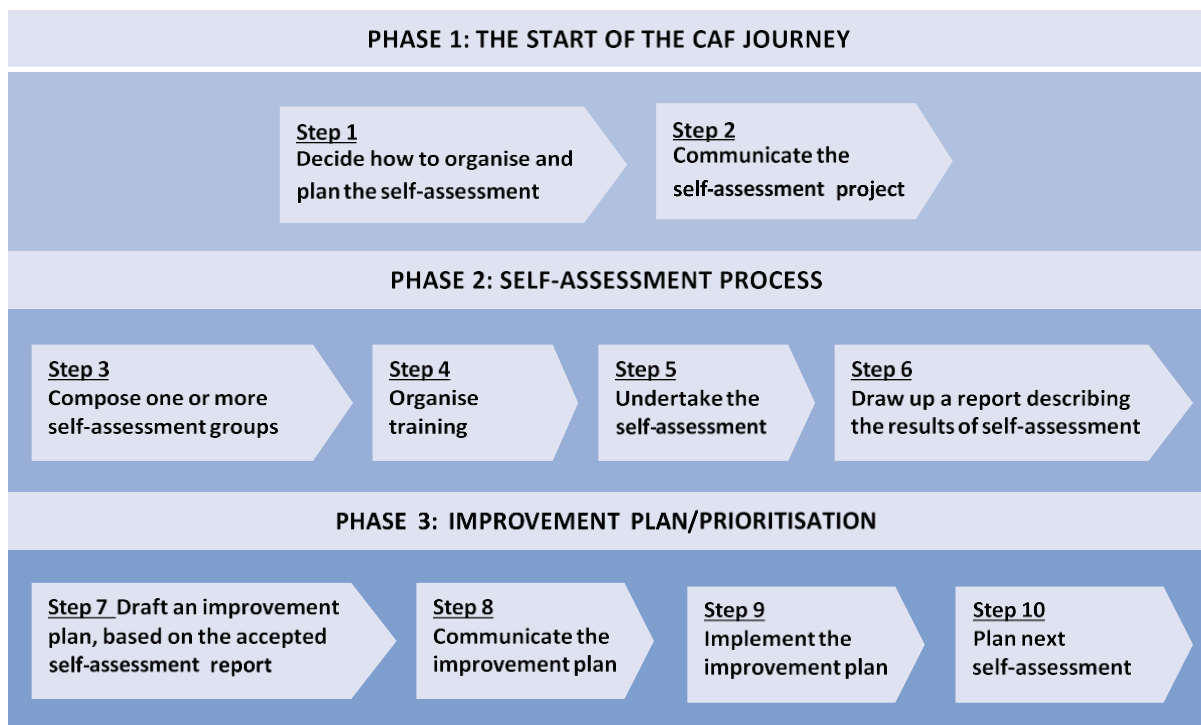 PHASE 1: THE START OF THE CAF JOURNEY
Step 1
Decide how to organise and
plan the self-assessment
Step 2
Communicate the
self-assessment project
PHASE 2: SELF-ASSESSMENT PROCESS
Step 3
Compose one or more
self-assessment groups
Step 4
Organise
training
Step 5
Undertake the
self-assessment
Step 6
Draw up a report describing
the results of self-assessment
PHASE 3: IMPROVEMENT PLAN/PRIORITISATION
Step 7 Draft an improvement
plan, based on the accepted
self-assessment report
Step 8
Communicate the
improvement plan
Step 9
Implement the
improvement plan
Step 10
Plan next
self-assessment